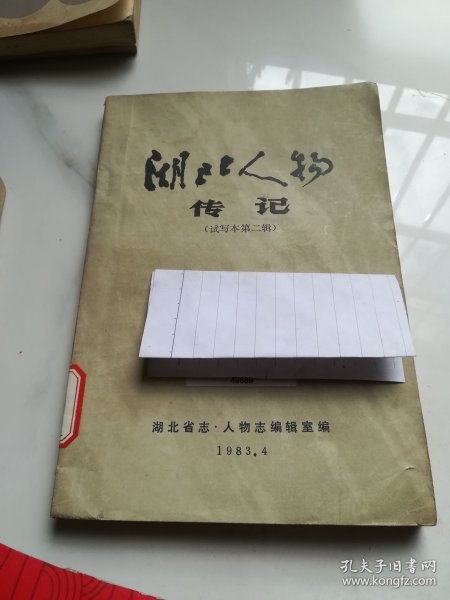 湖北人物
传记
（试写本第二辑）
湖北省志·人物志编辑室编
1983.4
孔夫子旧书网
www.kongfz.com